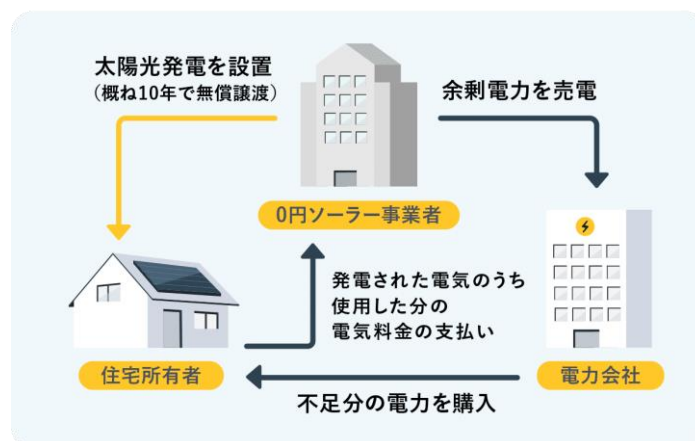 太陽光発電を設置
（概ね10年で無償譲渡）
余剰電力を売電
0円ソーラー事業者
発電された電気のうち
使用した分の
電気料金の支払い
住宅所有者
電力会社
不足分の電力を購入